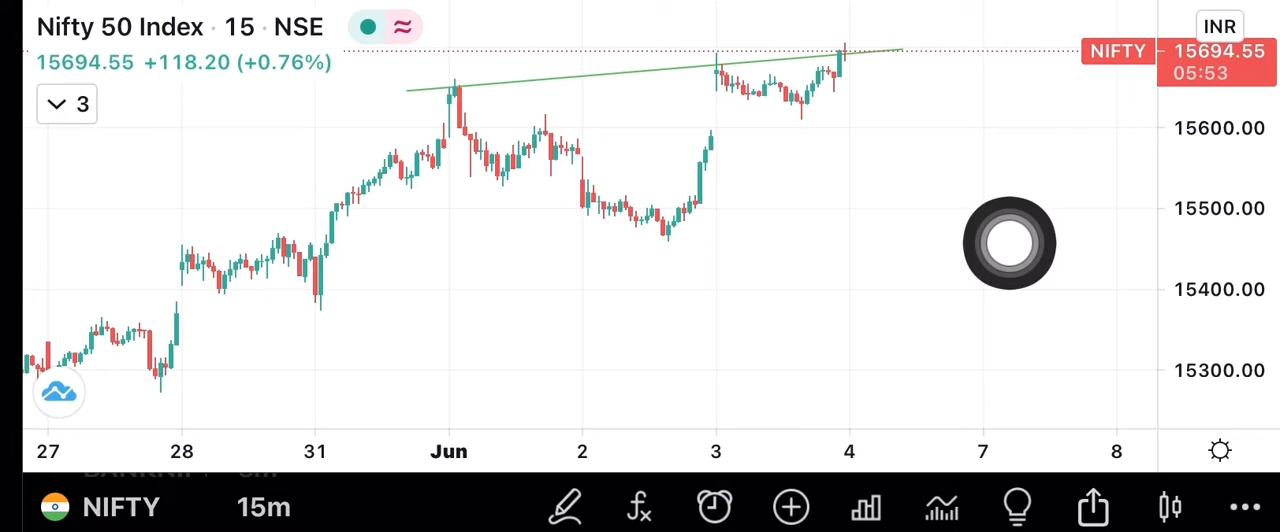 Nifty 50 Index · 15 · NSE
INR
15694.55 +118.20 (+0.76%)
NIFTY 15694.55
05:53
3
15600.00
15500.00
15400.00
15300.00
27 28 31 Jun 2 3 4 7 8
NIFTY 15m